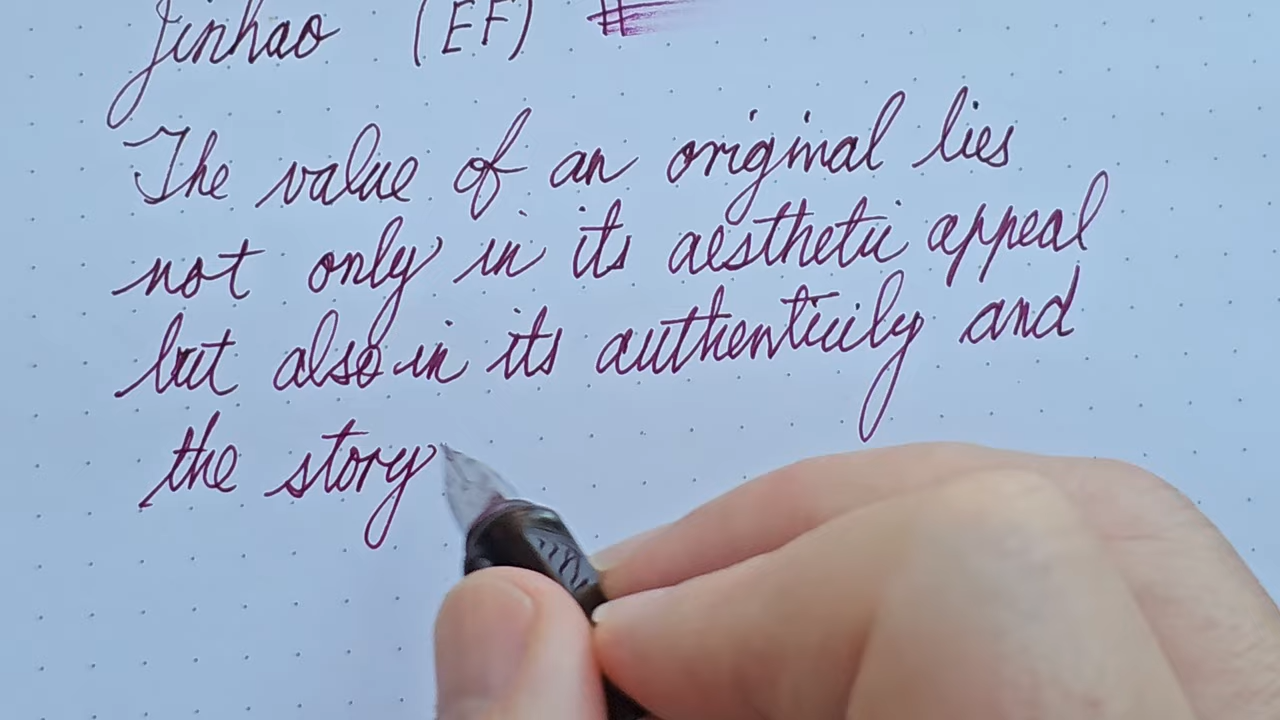 Jinhao (EF)
The value of an original lies
not only in its aesthetic appeal
but also in its authenticity and
the story